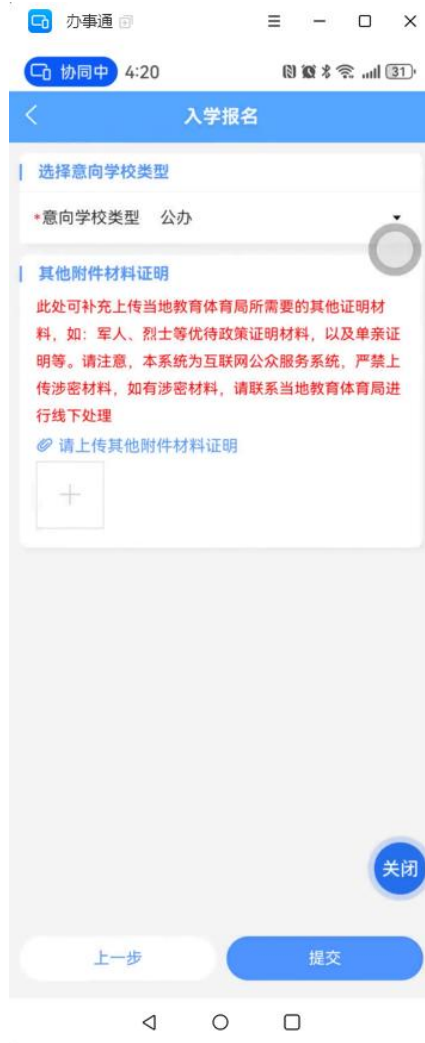 办事通
协同中 4:20
31
入学报名
选择意向学校类型
*意向学校类型 公办
其他附件材料证明
此处可补充上传当地教育体育局所需要的其他证明材
料，如：军人、烈士等优待政策证明材料，以及单亲证
明等。请注意，本系统为互联网公众服务系统，严禁上
传涉密材料，如有涉密材料，请联系当地教育体育局进
行线下处理
请上传其他附件材料证明
关闭
上一步 提交